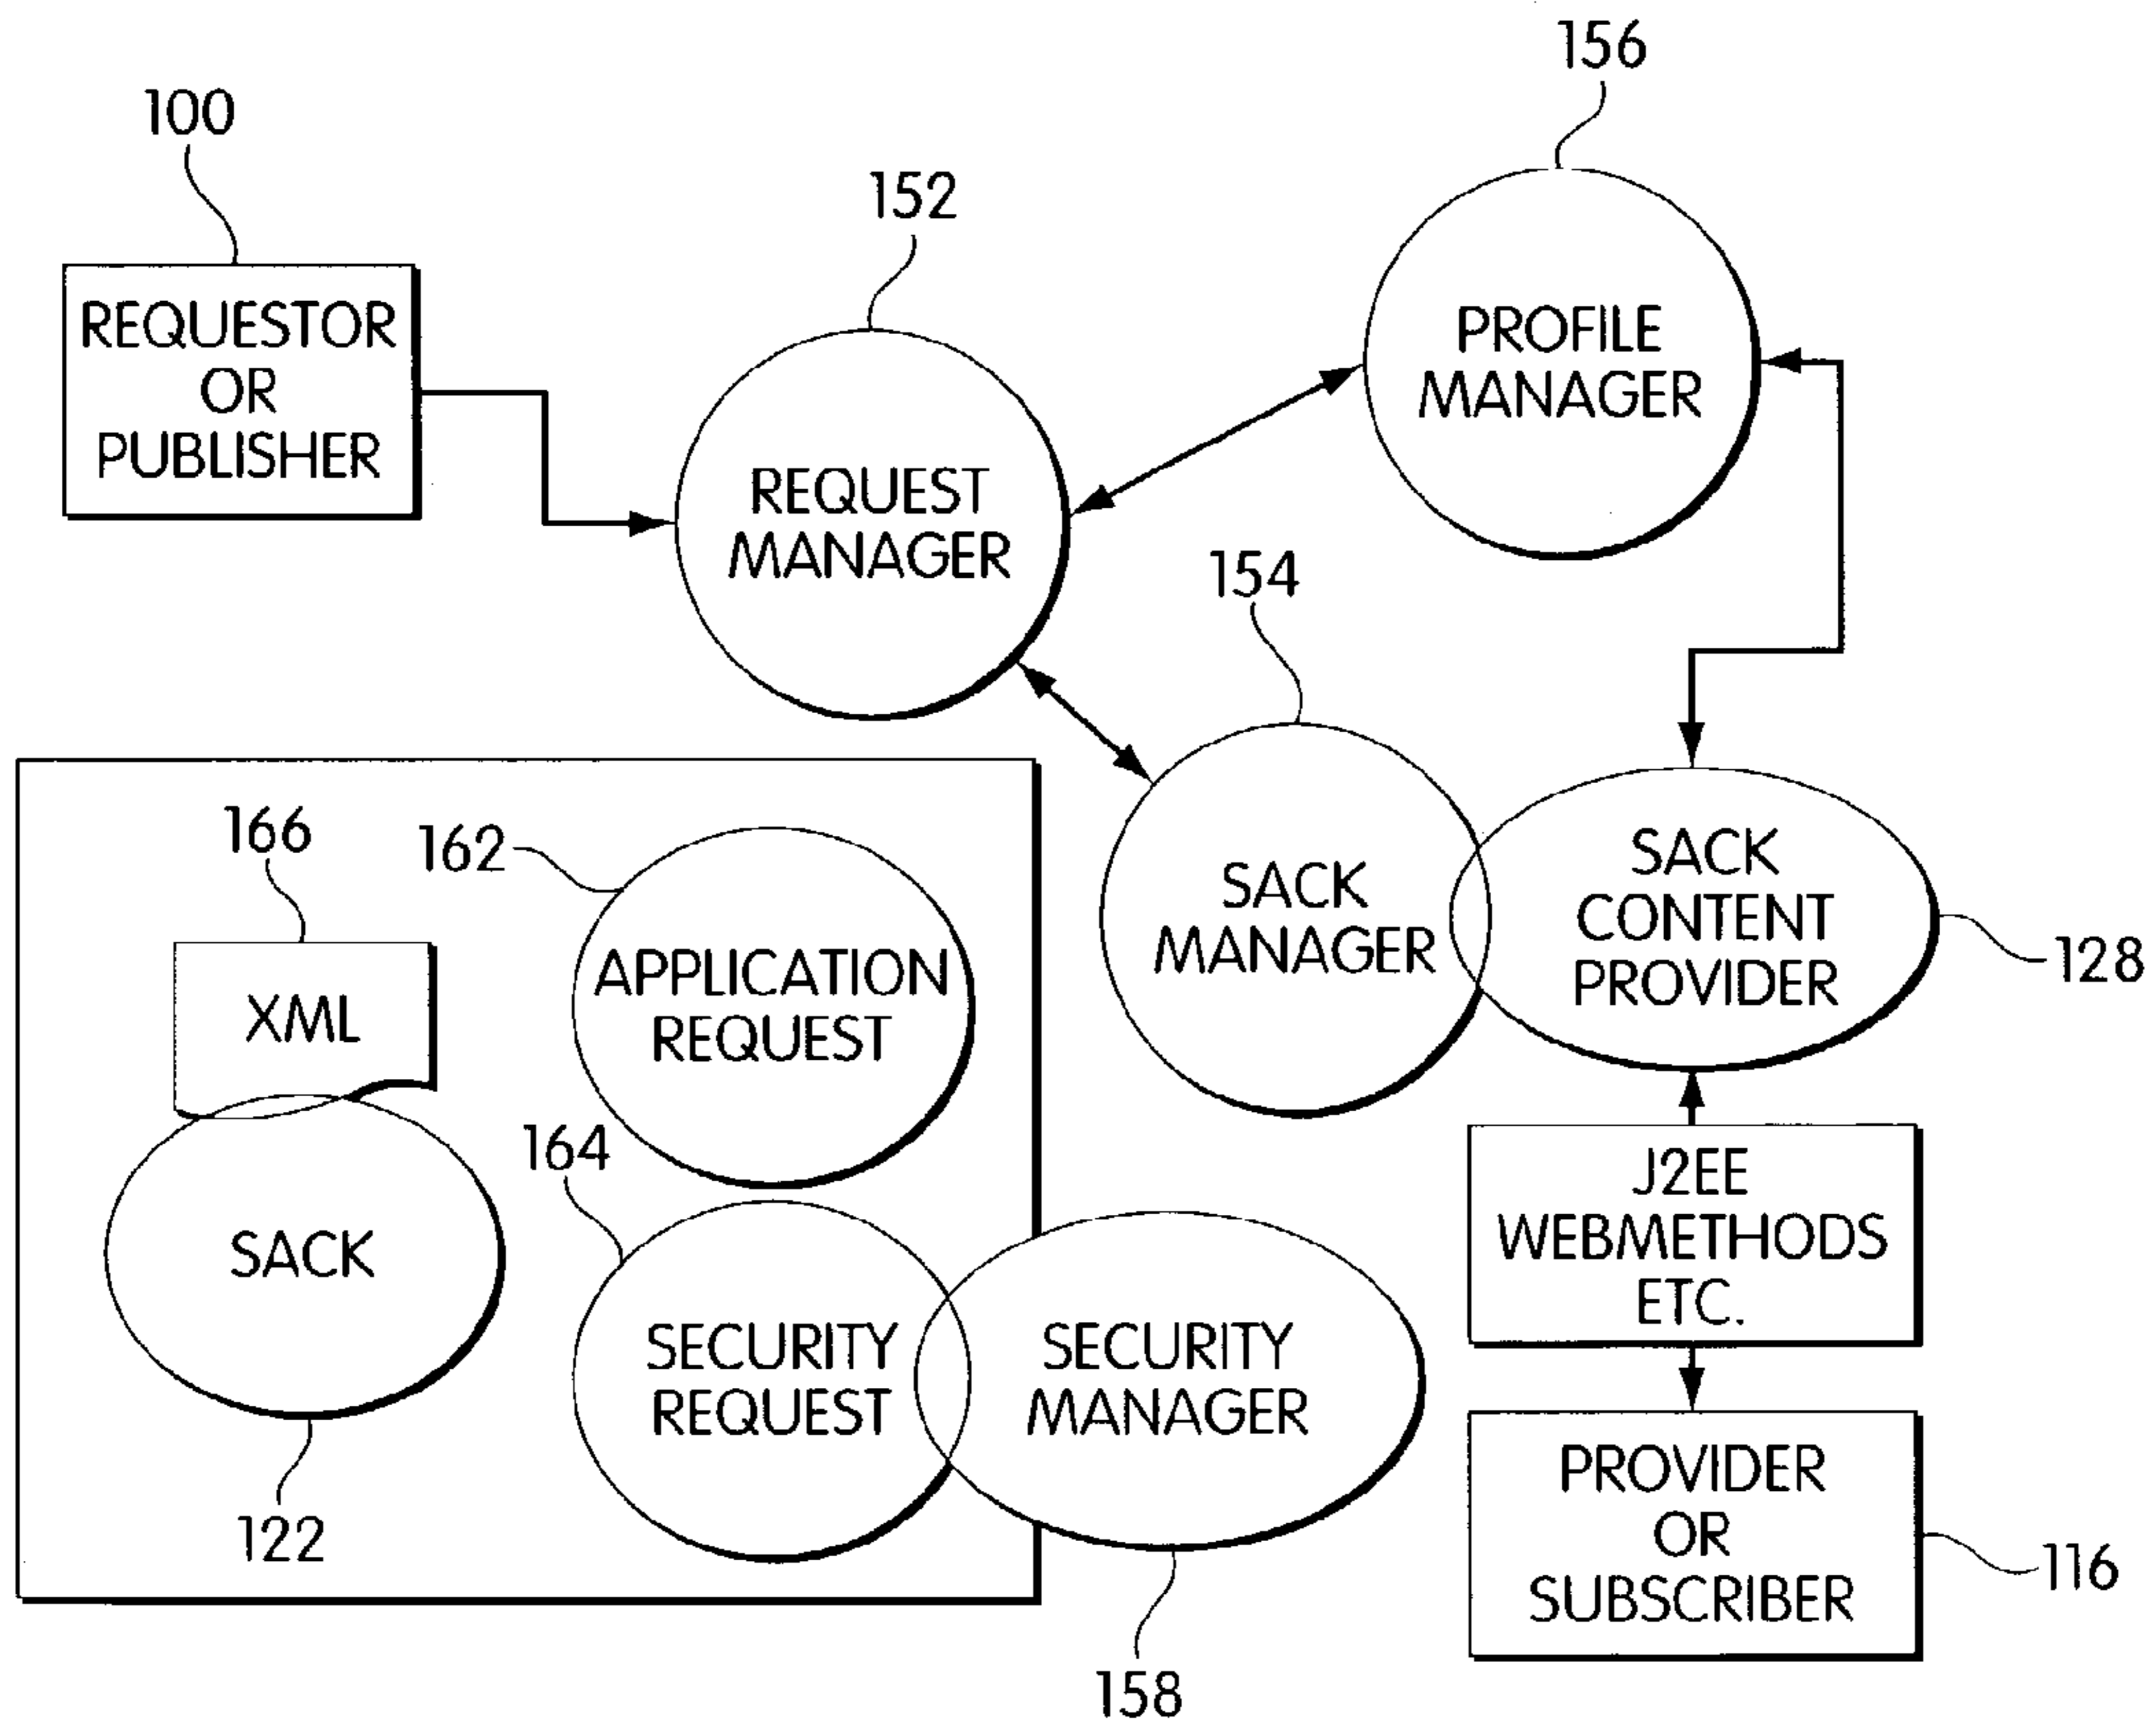 156
100
152
REQUESTOR
OR
PUBLISHER
PROFILE
MANAGER
REQUEST
MANAGER
154
166
162
SACK
MANAGER
SACK
CONTENT
PROVIDER
128
XML
APPLICATION
REQUEST
164
SACK
J2EE
WEBMETHODS
ETC.
SECURITY
REQUEST
SECURITY
MANAGER
122
PROVIDER
OR
SUBSCRIBER
116
158